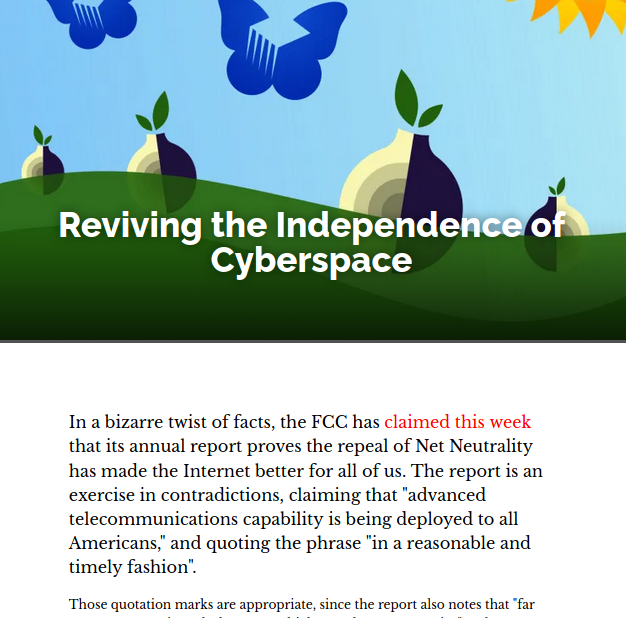 Reviving the Independence of
Cyberspace
In a bizarre twist of facts, the FCC has claimed this week
that its annual report proves the repeal of Net Neutrality
has made the Internet better for all of us. The report is an
exercise in contradictions, claiming that "advanced
telecommunications capability is being deployed to all
Americans," and quoting the phrase "in a reasonable and
timely fashion".
Those quotation marks are appropriate, since the report also notes that "far